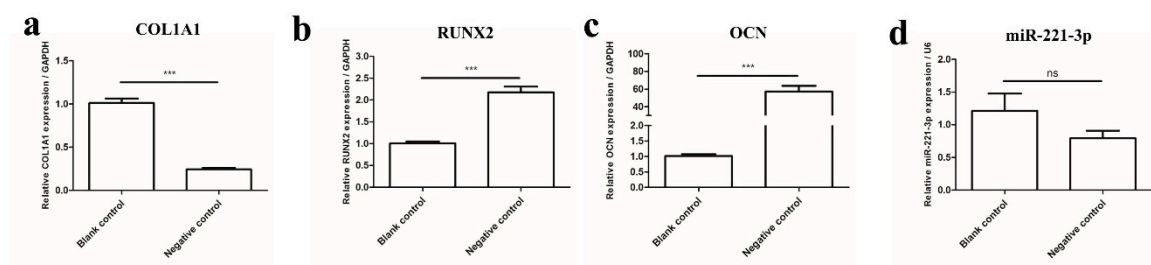 a
COL1A1
Relative COL1A1 expression / GAPDH
1.5
1.0
0.5
0.0
***
Blank control
Negative control
b
RUNX2
Relative RUNX2 expression / GAPDH
3.0
2.5
2.0
1.5
1.0
0.5
0.0
***
Blank control
Negative control
c
OCN
Relative OCN expression / GAPDH
100
80
60
40
2.0
1.5
1.0
0.5
0.0
***
Blank control
Negative control
d
miR-221-3p
Relative miR-221-3p expression / U6
2.0
1.5
1.0
0.5
0.0
ns
Blank control
Negative control